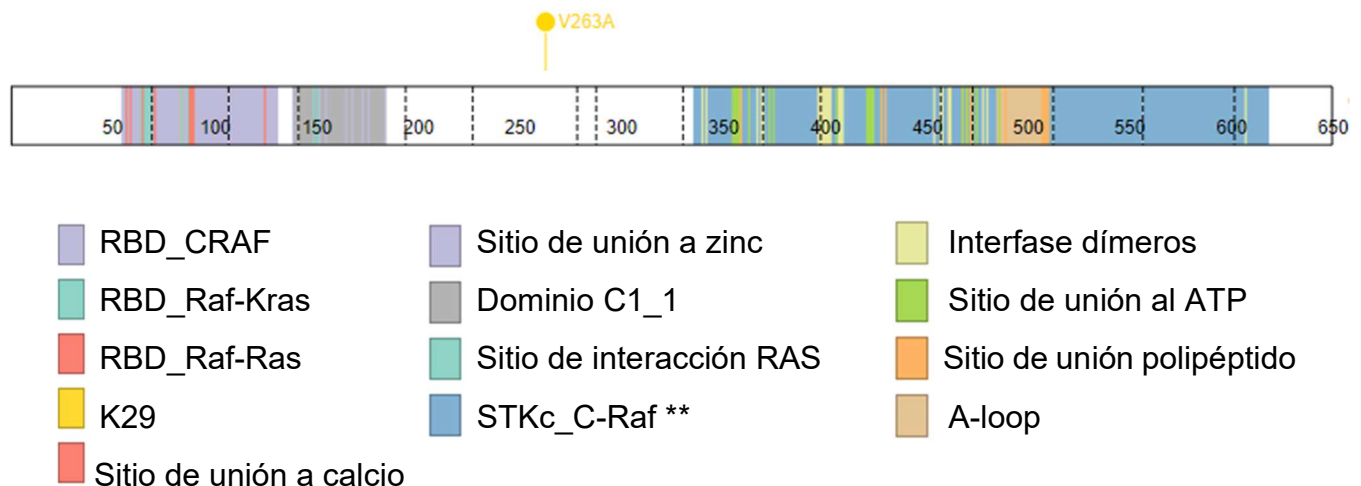 V263A
50 100 150 200 250 300 350 400 450 500 550 600 650
RBD_CRAF
Sitio de unión a zinc
Interfase dímeros
RBD_Raf-Kras
Dominio C1_1
Sitio de unión al ATP
RBD_Raf-Ras
Sitio de interacción RAS
Sitio de unión polipéptido
K29
STKc_C-Raf **
A-loop
Sitio de unión a calcio